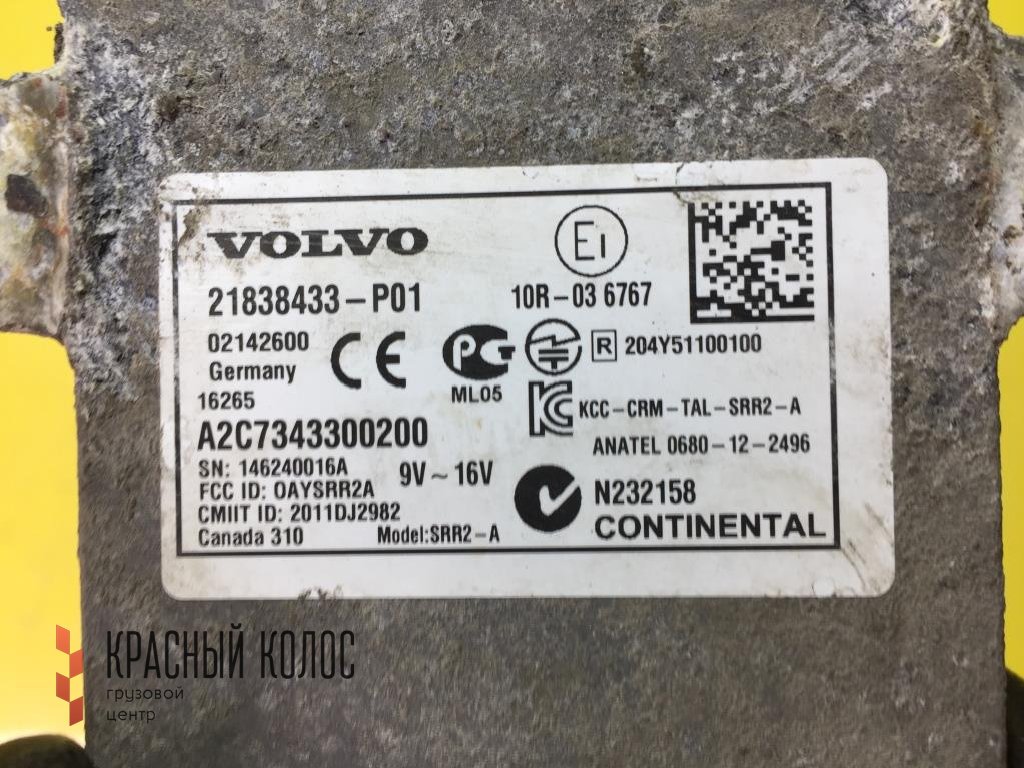 VOLVO
E1
21838433-P01
10R-03 6767
02142600
Germany
CE
PG
ML05
R 204Y51100100
16265
KC
KCC-CRM-TAL-SRR2-A
A2C7343300200
ANATEL 0680-12-2496
SN: 146240016A
9V~16V
FCC ID: OAYSRR2A
N232158
CMIIT ID: 2011DJ2982
CONTINENTAL
Canada 310
Model:SRR2-A
КРАСНЫЙ КОЛОС
грузовой
центр